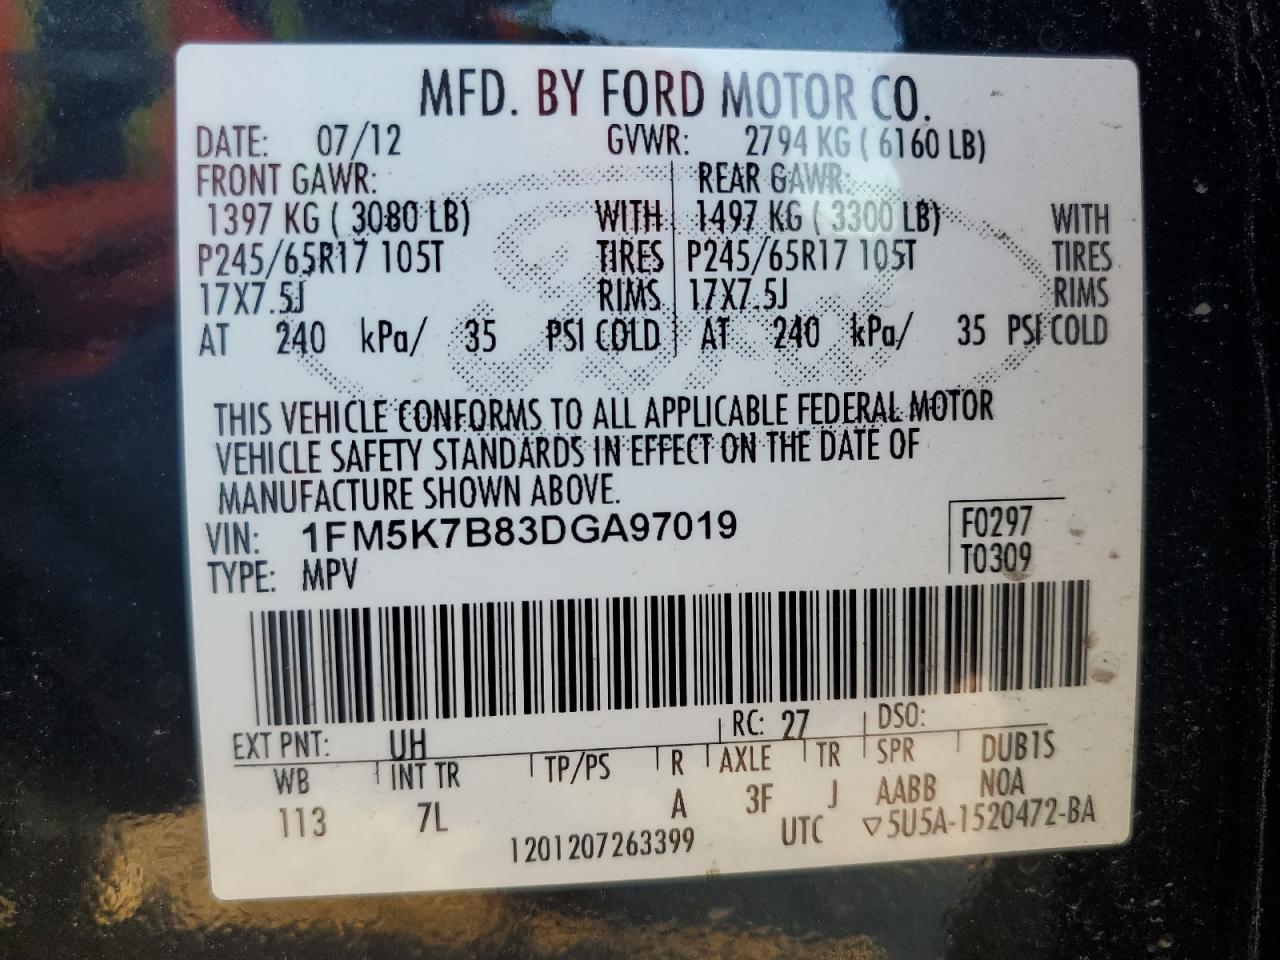 MFD. BY FORD MOTOR CO.
DATE: 07/12 GVWR: 2794 KG ( 6160 LB)
FRONT GAWR: REAR GAWR:
1397 KG ( 3080 LB) WITH 1497 KG ( 3300 LB) WITH
P245/65R17 105T TIRES P245/65R17 105T TIRES
17X7.5J RIMS 17X7.5J RIMS
AT 240 kPa/ 35 PSI COLD AT 240 kPa/ 35 PSI COLD
THIS VEHICLE CONFORMS TO ALL APPLICABLE FEDERAL MOTOR
VEHICLE SAFETY STANDARDS IN EFFECT ON THE DATE OF
MANUFACTURE SHOWN ABOVE.
VIN: 1FM5K7B83DGA97019 F0297
TYPE: MPV T0309
EXT PNT: UH RC: 27 DSO:
WB INT TR TP/PS R AXLE TR SPR DUB1S
113 7L A 3F J AABB NOA
1201207263399 UTC ▽5U5A-1520472-BA